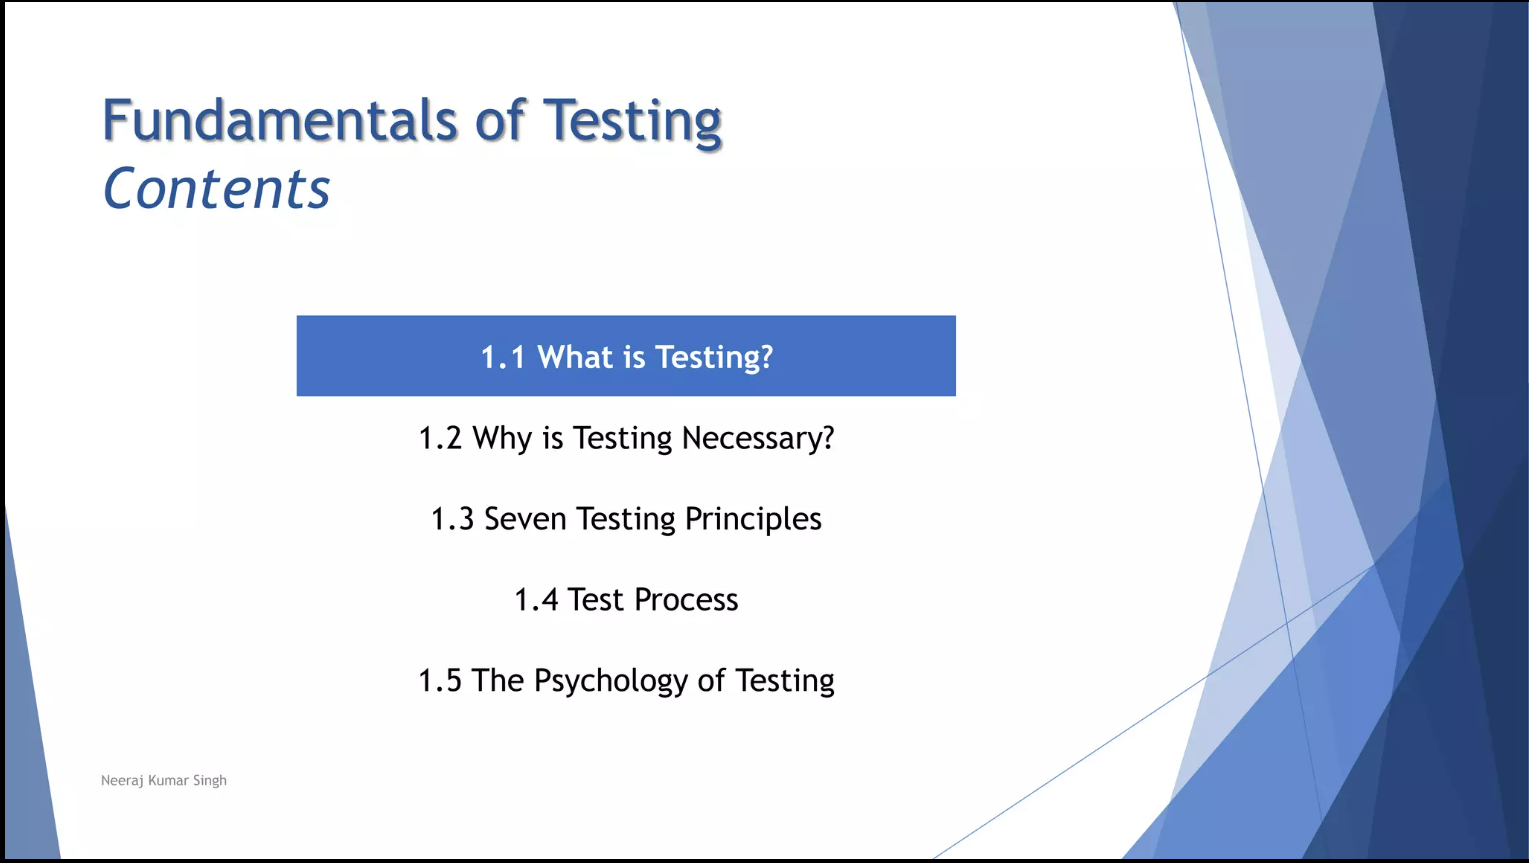 Fundamentals of Testing
Contents
1.1 What is Testing?
1.2 Why is Testing Necessary?
1.3 Seven Testing Principles
1.4 Test Process
1.5 The Psychology of Testing
Neeraj Kumar Singh